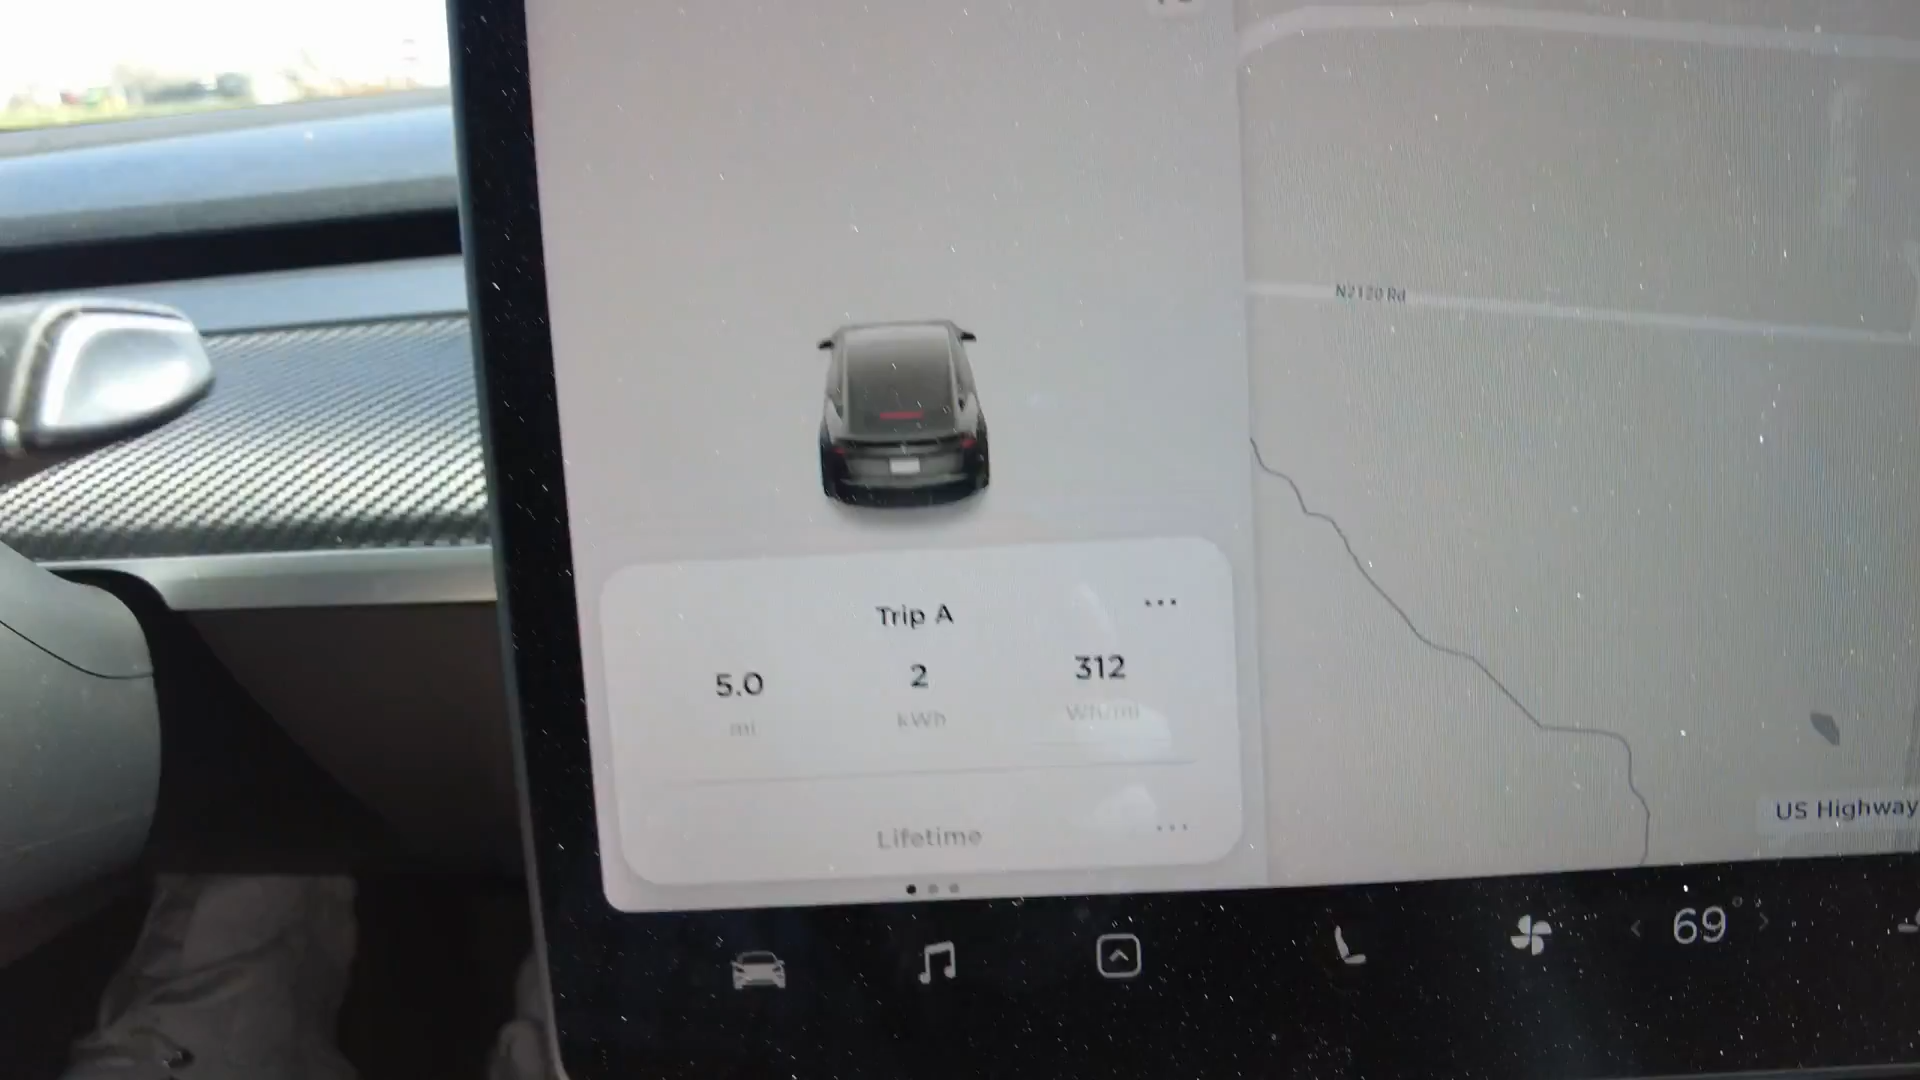 N2120 Rd
Trip A
5.0 2 312
mi kWh Wh/mi
Lifetime
US Highway
69°